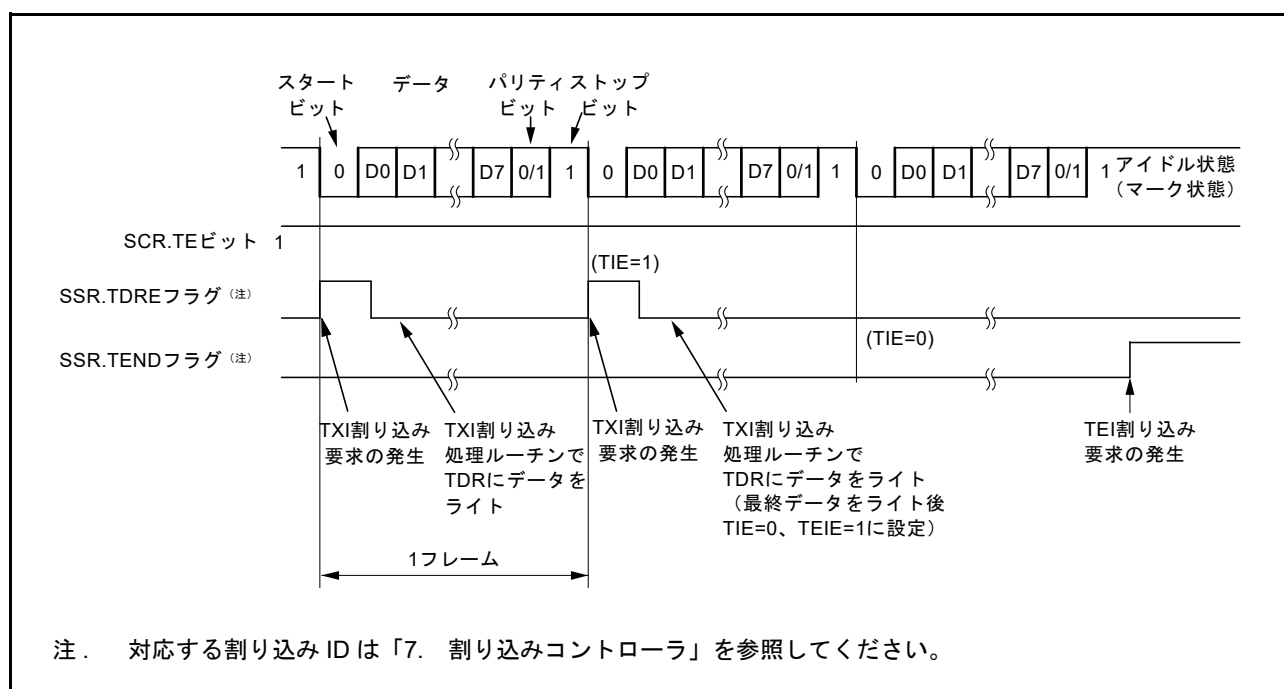 スタート
ビット
データ
パリティ
ビット
ストップ
ビット
1 0 D0 D1 D7 0/1 1 0 D0 D1 D7 0/1 1 0 D0 D1 D7 0/1 1 アイドル状態
（マーク状態）
SCR.TEビット 1
(TIE=1)
SSR.TDREフラグ（注）
(TIE=0)
SSR.TENDフラグ（注）
TXI割り込み
要求の発生
TXI割り込み
処理ルーチンで
TDRにデータを
ライト
TXI割り込み
要求の発生
TXI割り込み
処理ルーチンで
TDRにデータをライト
（最終データをライト後
TIE=0、TEIE=1に設定）
TEI割り込み
要求の発生
1フレーム
注． 対応する割り込み ID は「7. 割り込みコントローラ」を参照してください。